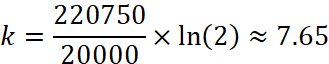 k = 220750/20000 × ln(2) ≈ 7.65